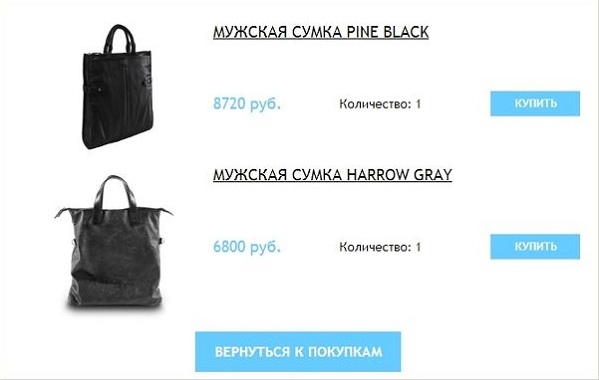 МУЖСКАЯ СУМКА PINE BLACK
8720 руб. Количество: 1 КУПИТЬ
МУЖСКАЯ СУМКА HARROW GRAY
6800 руб. Количество: 1 КУПИТЬ
ВЕРНУТЬСЯ К ПОКУПКАМ